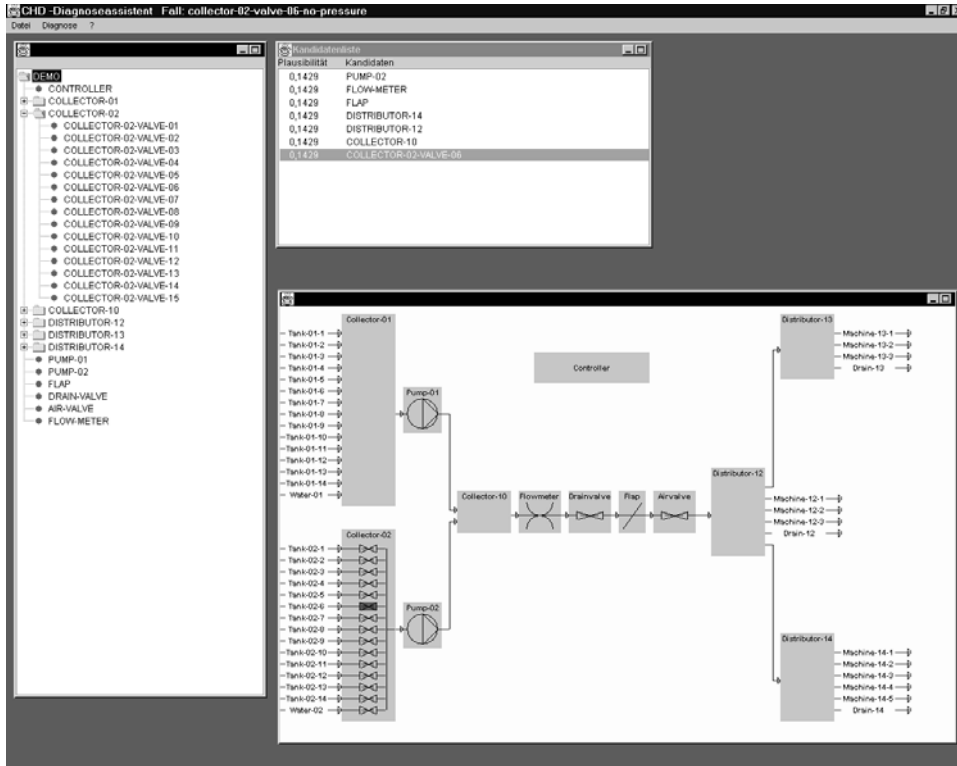 CHD -Diagnoseassistent Fall: collector-02-valve-06-no-pressure
Datei Diagnose ?
DEMO
CONTROLLER
COLLECTOR-01
COLLECTOR-02
COLLECTOR-02-VALVE-01
COLLECTOR-02-VALVE-02
COLLECTOR-02-VALVE-03
COLLECTOR-02-VALVE-04
COLLECTOR-02-VALVE-05
COLLECTOR-02-VALVE-06
COLLECTOR-02-VALVE-07
COLLECTOR-02-VALVE-08
COLLECTOR-02-VALVE-09
COLLECTOR-02-VALVE-10
COLLECTOR-02-VALVE-11
COLLECTOR-02-VALVE-12
COLLECTOR-02-VALVE-13
COLLECTOR-02-VALVE-14
COLLECTOR-02-VALVE-15
COLLECTOR-10
DISTRIBUTOR-12
DISTRIBUTOR-13
DISTRIBUTOR-14
PUMP-01
PUMP-02
FLAP
DRAIN-VALVE
AIR-VALVE
FLOW-METER
Kandidatenliste
Plausibilität Kandidaten
0,1429 PUMP-02
0,1429 FLOW-METER
0,1429 FLAP
0,1429 DISTRIBUTOR-14
0,1429 DISTRIBUTOR-12
0,1429 COLLECTOR-10
0,1429 COLLECTOR-02-VALVE-06
Collector-01
Tank-01-1
Tank-01-2
Tank-01-3
Tank-01-4
Tank-01-5
Tank-01-6
Tank-01-7
Tank-01-8
Tank-01-9
Tank-01-10
Tank-01-11
Tank-01-12
Tank-01-13
Tank-01-14
Water-01
Pump-01
Controller
Distributor-13
Machine-13-1
Machine-13-2
Machine-13-3
Drain-13
Collector-10
Flowmeter
Drainvalve
Flap
Airvalve
Distributor-12
Machine-12-1
Machine-12-2
Machine-12-3
Drain-12
Collector-02
Tank-02-1
Tank-02-2
Tank-02-3
Tank-02-4
Tank-02-5
Tank-02-6
Tank-02-7
Tank-02-8
Tank-02-9
Tank-02-10
Tank-02-11
Tank-02-12
Tank-02-13
Tank-02-14
Water-02
Pump-02
Distributor-14
Machine-14-1
Machine-14-2
Machine-14-3
Machine-14-4
Machine-14-5
Drain-14